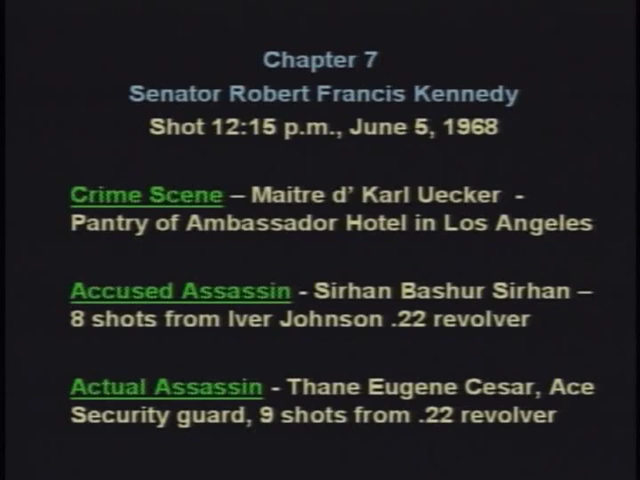 Chapter 7
Senator Robert Francis Kennedy
Shot 12:15 p.m., June 5, 1968
Crime Scene – Maitre d’ Karl Uecker -
Pantry of Ambassador Hotel in Los Angeles
Accused Assassin - Sirhan Bashur Sirhan –
8 shots from Iver Johnson .22 revolver
Actual Assassin - Thane Eugene Cesar, Ace
Security guard, 9 shots from .22 revolver